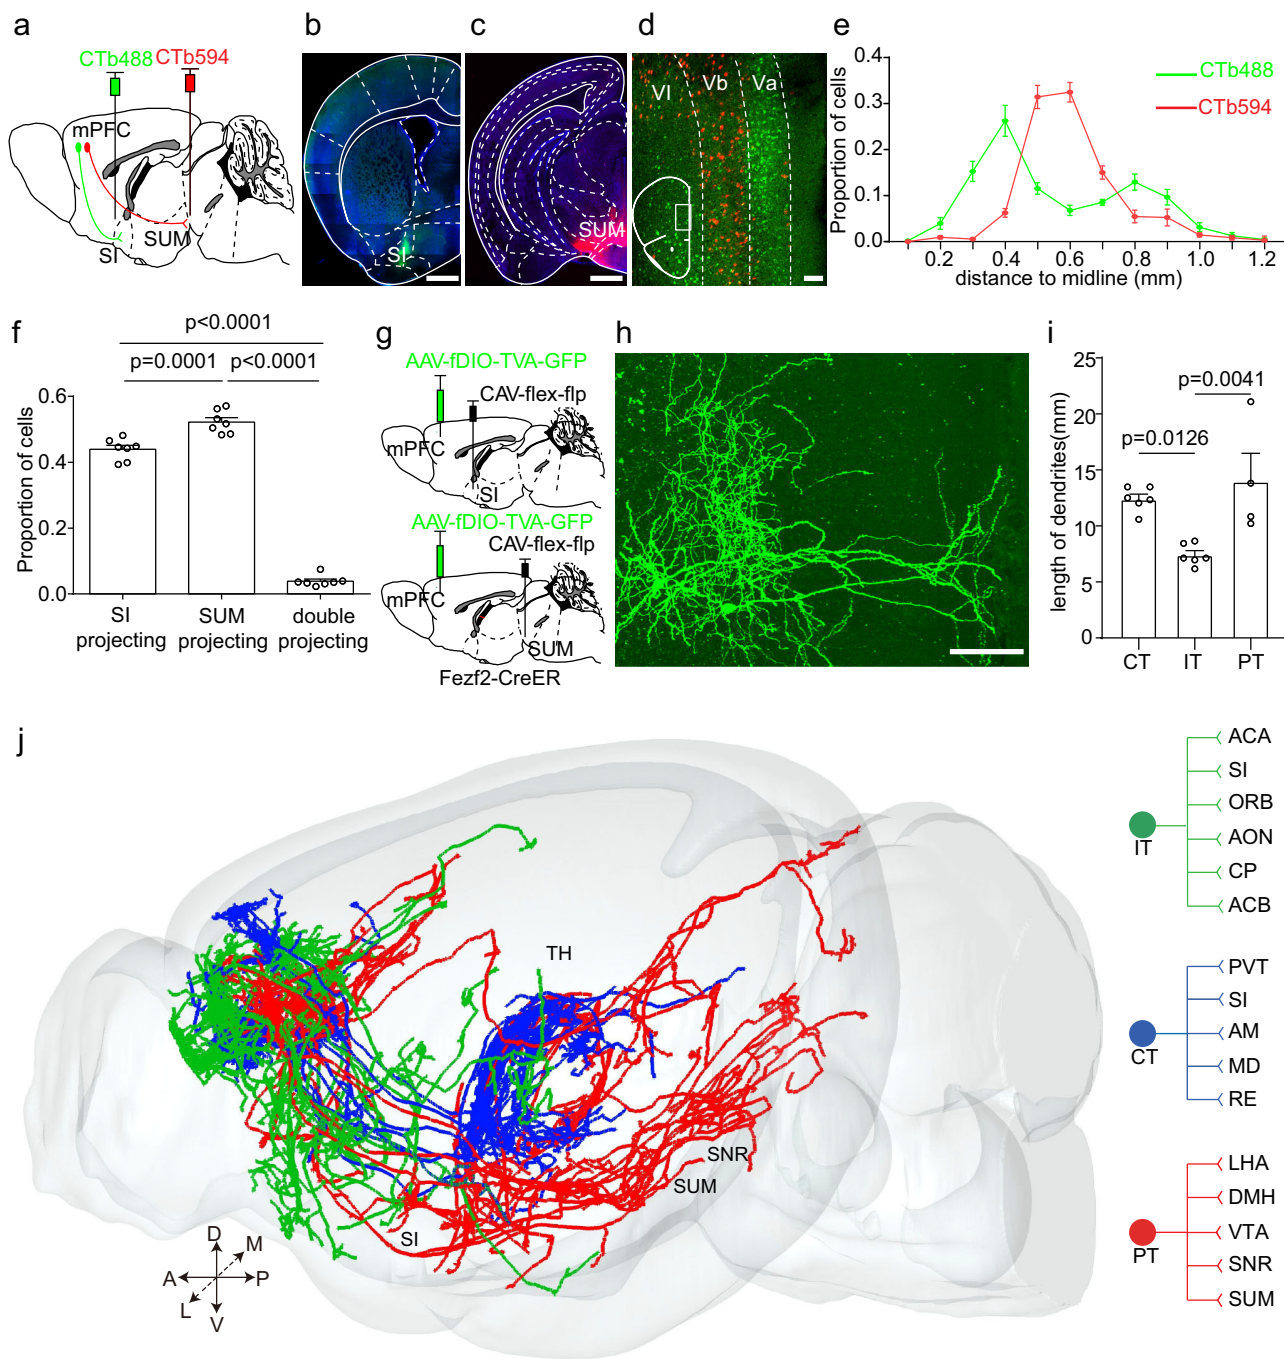 a
CTb488 CTb594
mPFC
SUM
SI
b
SI
c
SUM
d
VI Vb Va
e
Proportion of cells
0.4
0.3
0.2
0.1
0.0
0.2 0.4 0.6 0.8 1.0 1.2
distance to midline (mm)
CTb488
CTb594
f
p<0.0001
p=0.0001 p<0.0001
Proportion of cells
0.6
0.4
0.2
0.0
SI projecting
SUM projecting
double projecting
g
AAV-fDIO-TVA-GFP
CAV-flex-flp
mPFC
SI
AAV-fDIO-TVA-GFP
CAV-flex-flp
mPFC
SUM
Fezf2-CreER
h
i
length of dendrites(mm)
25
20
15
10
5
0
p=0.0041
p=0.0126
CT IT PT
j
TH
SNR
SUM
SI
D
M
A P
L
V
IT
ACA
SI
ORB
AON
CP
ACB
CT
PVT
SI
AM
MD
RE
PT
LHA
DMH
VTA
SNR
SUM